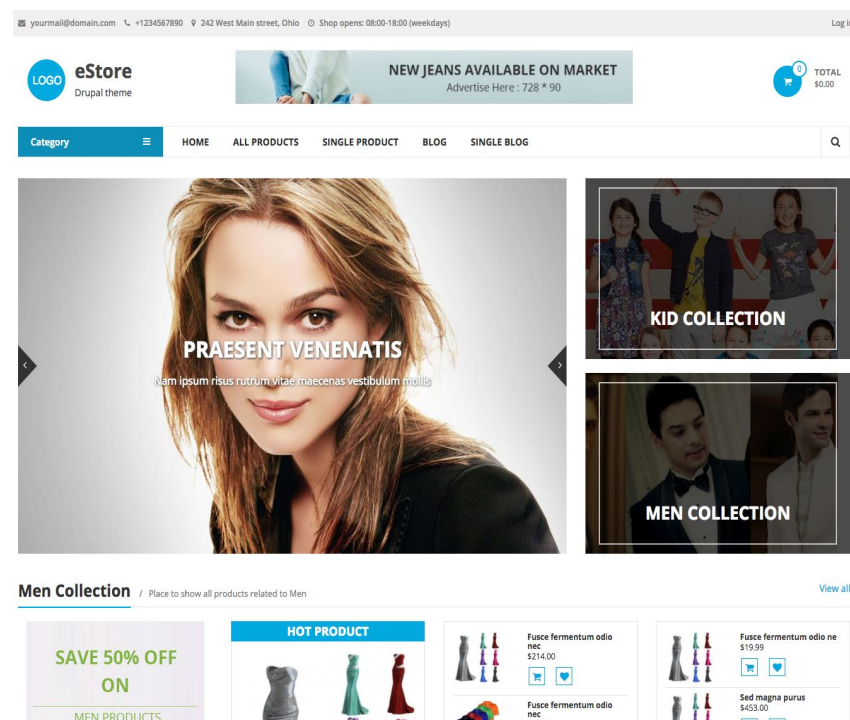 yourmail@domain.com +1234567890 242 West Main street, Ohio Shop opens: 08:00-18:00 (weekdays) Log
LOGO
eStore
Drupal theme
NEW JEANS AVAILABLE ON MARKET
Advertise Here : 728 * 90
0
TOTAL
$0.00
Category
HOME ALL PRODUCTS SINGLE PRODUCT BLOG SINGLE BLOG
PRAESENT VENENATIS
Nam ipsum risus rutrum vitae maecenas vestibulum mollis
KID COLLECTION
MEN COLLECTION
Men Collection / Place to show all products related to Men
View all
SAVE 50% OFF
ON
MEN PRODUCTS
HOT PRODUCT
Fusce fermentum odio
nec
$214.00
Fusce fermentum odio
nec
Fusce fermentum odio ne
$19.99
Sed magna purus
$453.00